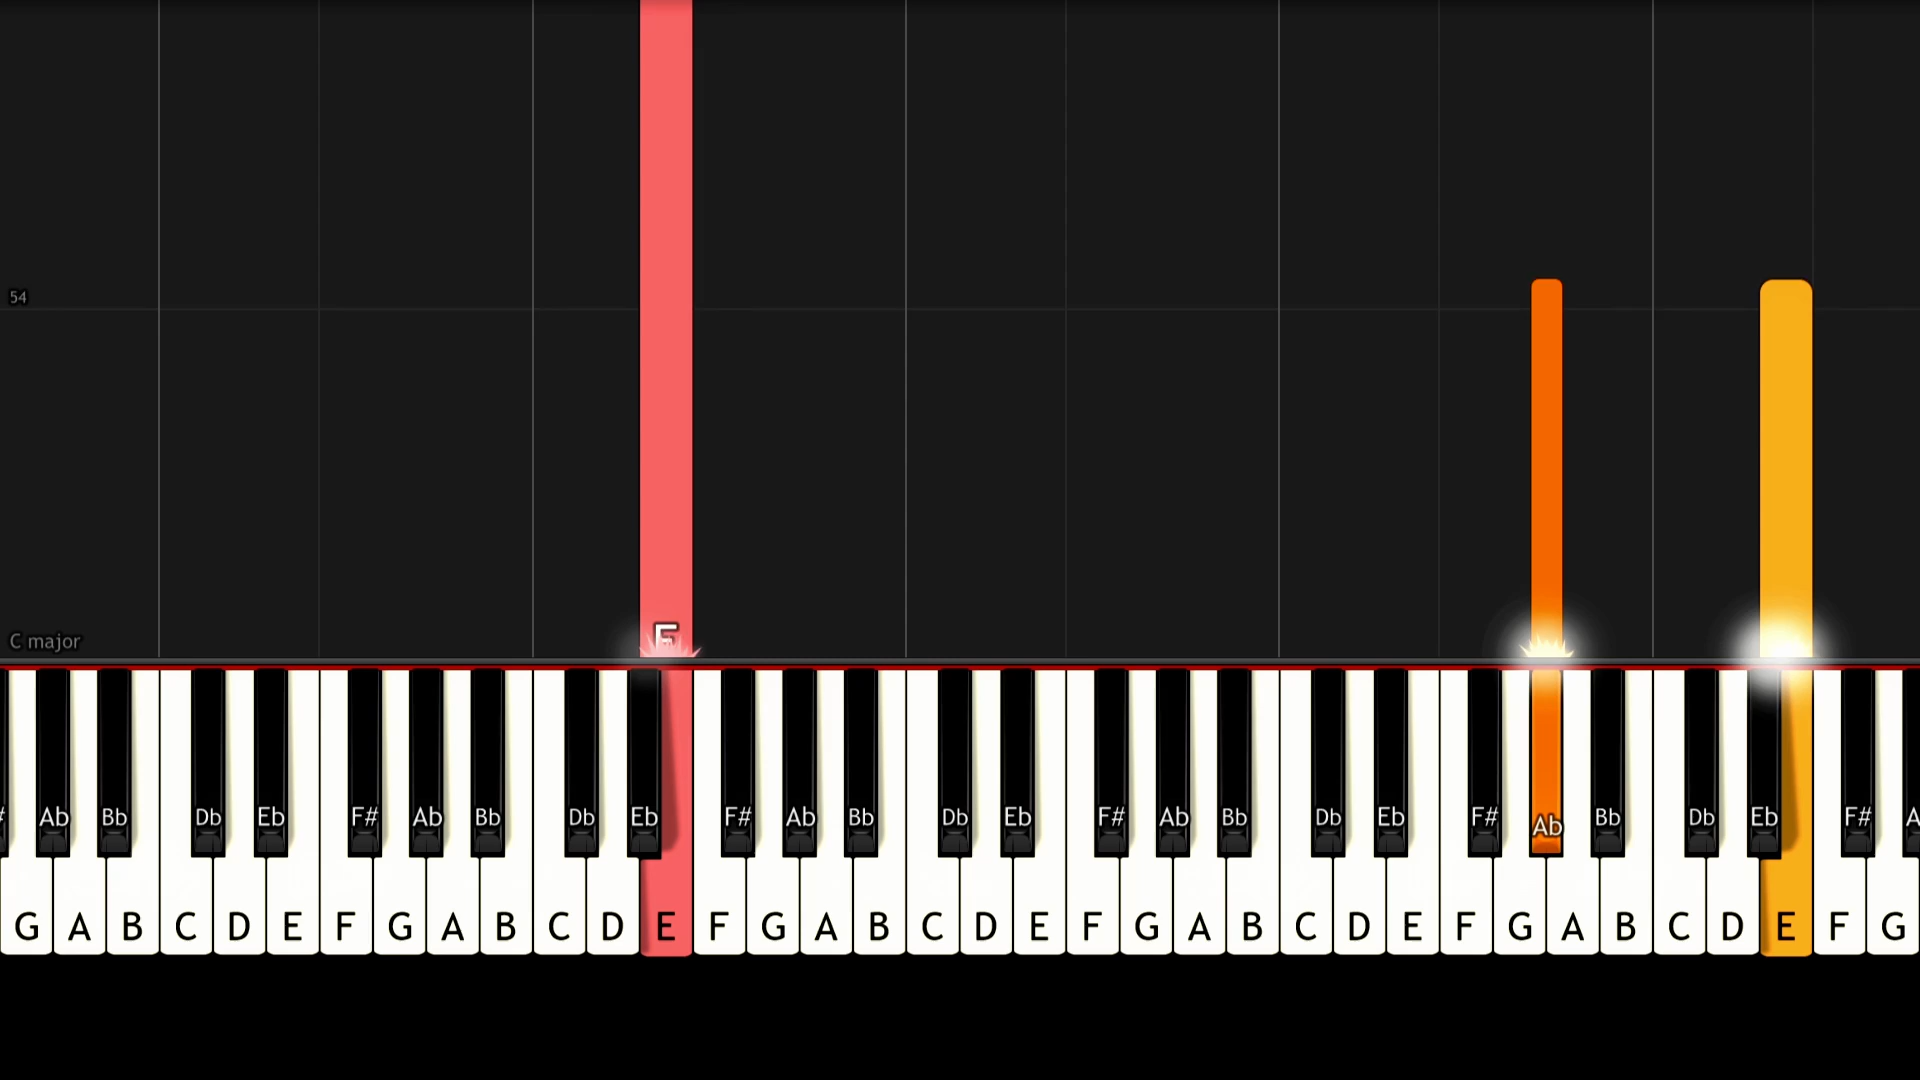 54
E
C major
# Ab Bb Db Eb F# Ab Bb Db Eb F# Ab Bb Db Eb F# Ab Bb Db Eb F# Ab Bb Db Eb F# A
G A B C D E F G A B C D E F G A B C D E F G A B C D E F G A B C D E F G